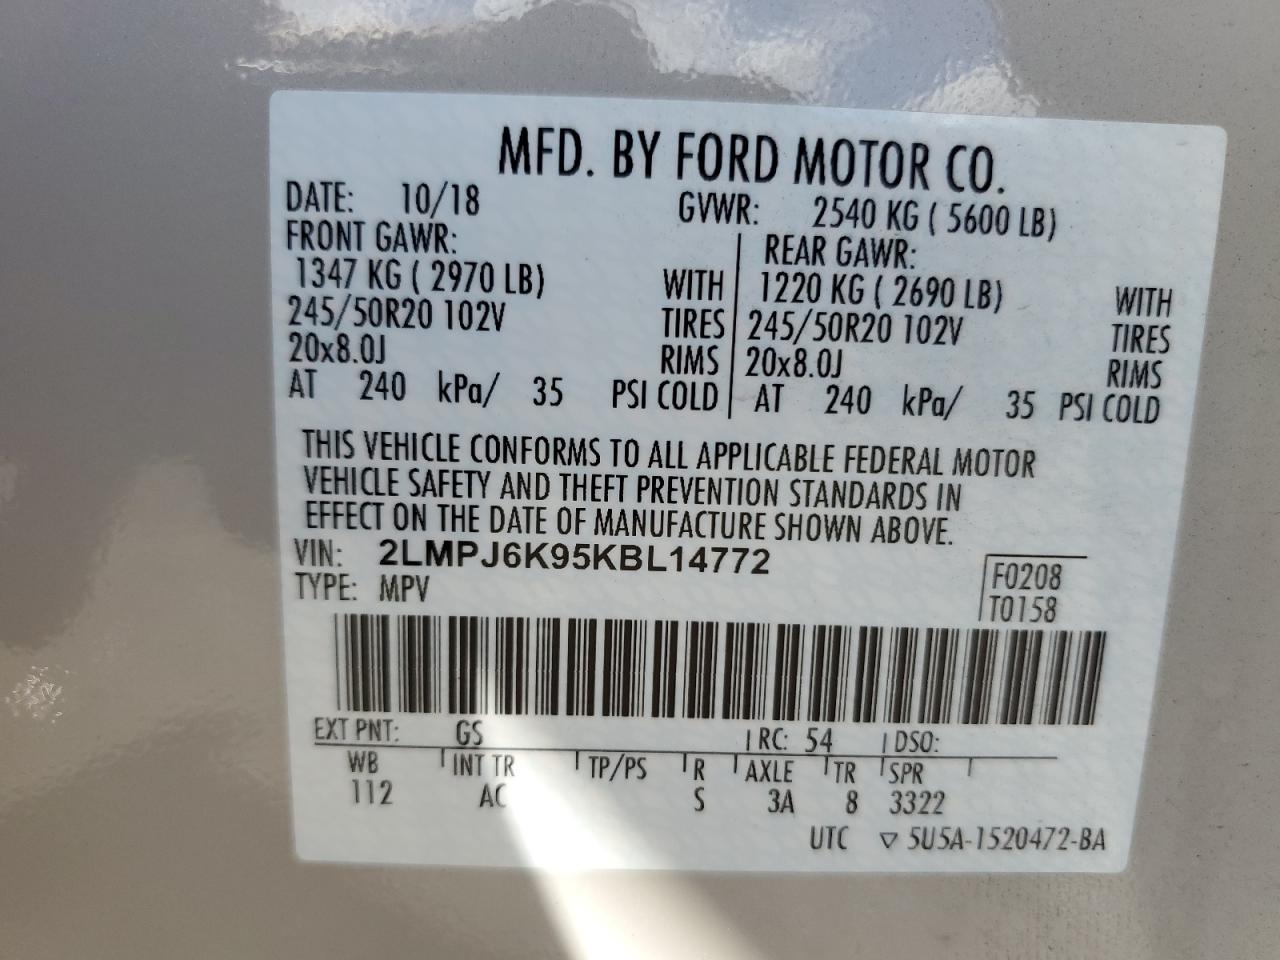 MFD. BY FORD MOTOR CO.
DATE: 10/18 GVWR: 2540 KG ( 5600 LB)
FRONT GAWR: REAR GAWR:
1347 KG ( 2970 LB) WITH 1220 KG ( 2690 LB) WITH
245/50R20 102V TIRES 245/50R20 102V TIRES
20x8.0J RIMS 20x8.0J RIMS
AT 240 kPa/ 35 PSI COLD AT 240 kPa/ 35 PSI COLD
THIS VEHICLE CONFORMS TO ALL APPLICABLE FEDERAL MOTOR
VEHICLE SAFETY AND THEFT PREVENTION STANDARDS IN
EFFECT ON THE DATE OF MANUFACTURE SHOWN ABOVE.
VIN: 2LMPJ6K95KBL14772
TYPE: MPV
F0208
T0158
EXT PNT: GS RC: 54 DSO:
WB INT TR TP/PS R AXLE TR SPR
112 AC S 3A 8 3322
UTC ▽ 5U5A-1520472-BA